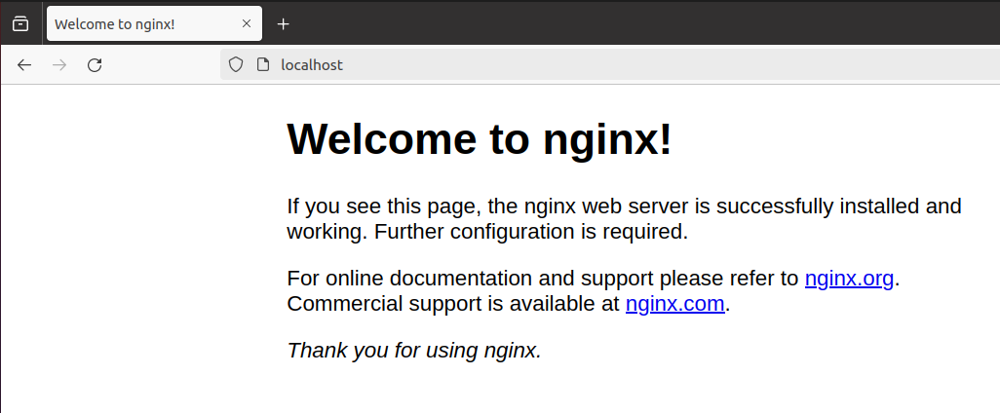 Welcome to nginx!
localhost
Welcome to nginx!
If you see this page, the nginx web server is successfully installed and
working. Further configuration is required.
For online documentation and support please refer to nginx.org.
Commercial support is available at nginx.com.
Thank you for using nginx.